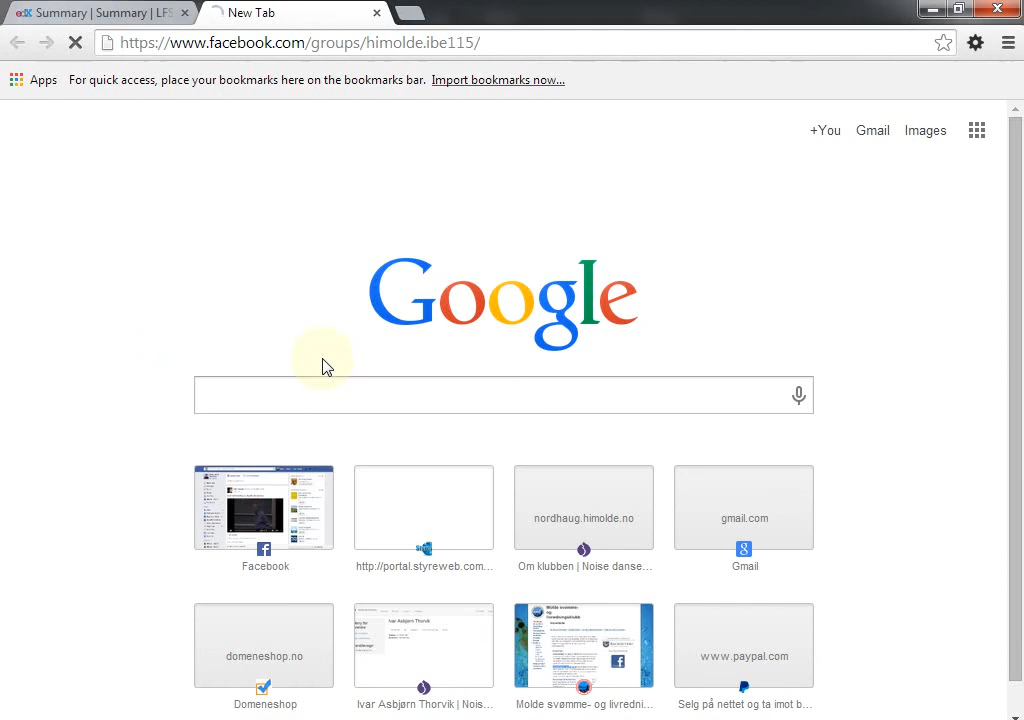 edX Summary | Summary | LFS
New Tab
https://www.facebook.com/groups/himolde.ibe115/
Apps For quick access, place your bookmarks here on the bookmarks bar. Import bookmarks now...
+You Gmail Images
Google
nordhaug.himolde.no
gmail.com
Facebook
http://portal.styreweb.com...
Om klubben | Noise danse...
Gmail
domeneshop.no
Ivar Asbjørn Thorvik
Molde svømme-
og
livredningsklubb
www.paypal.com
Domeneshop
Ivar Asbjørn Thorvik | Nois...
Molde svømme- og livredni...
Selg på nettet og ta imot b...